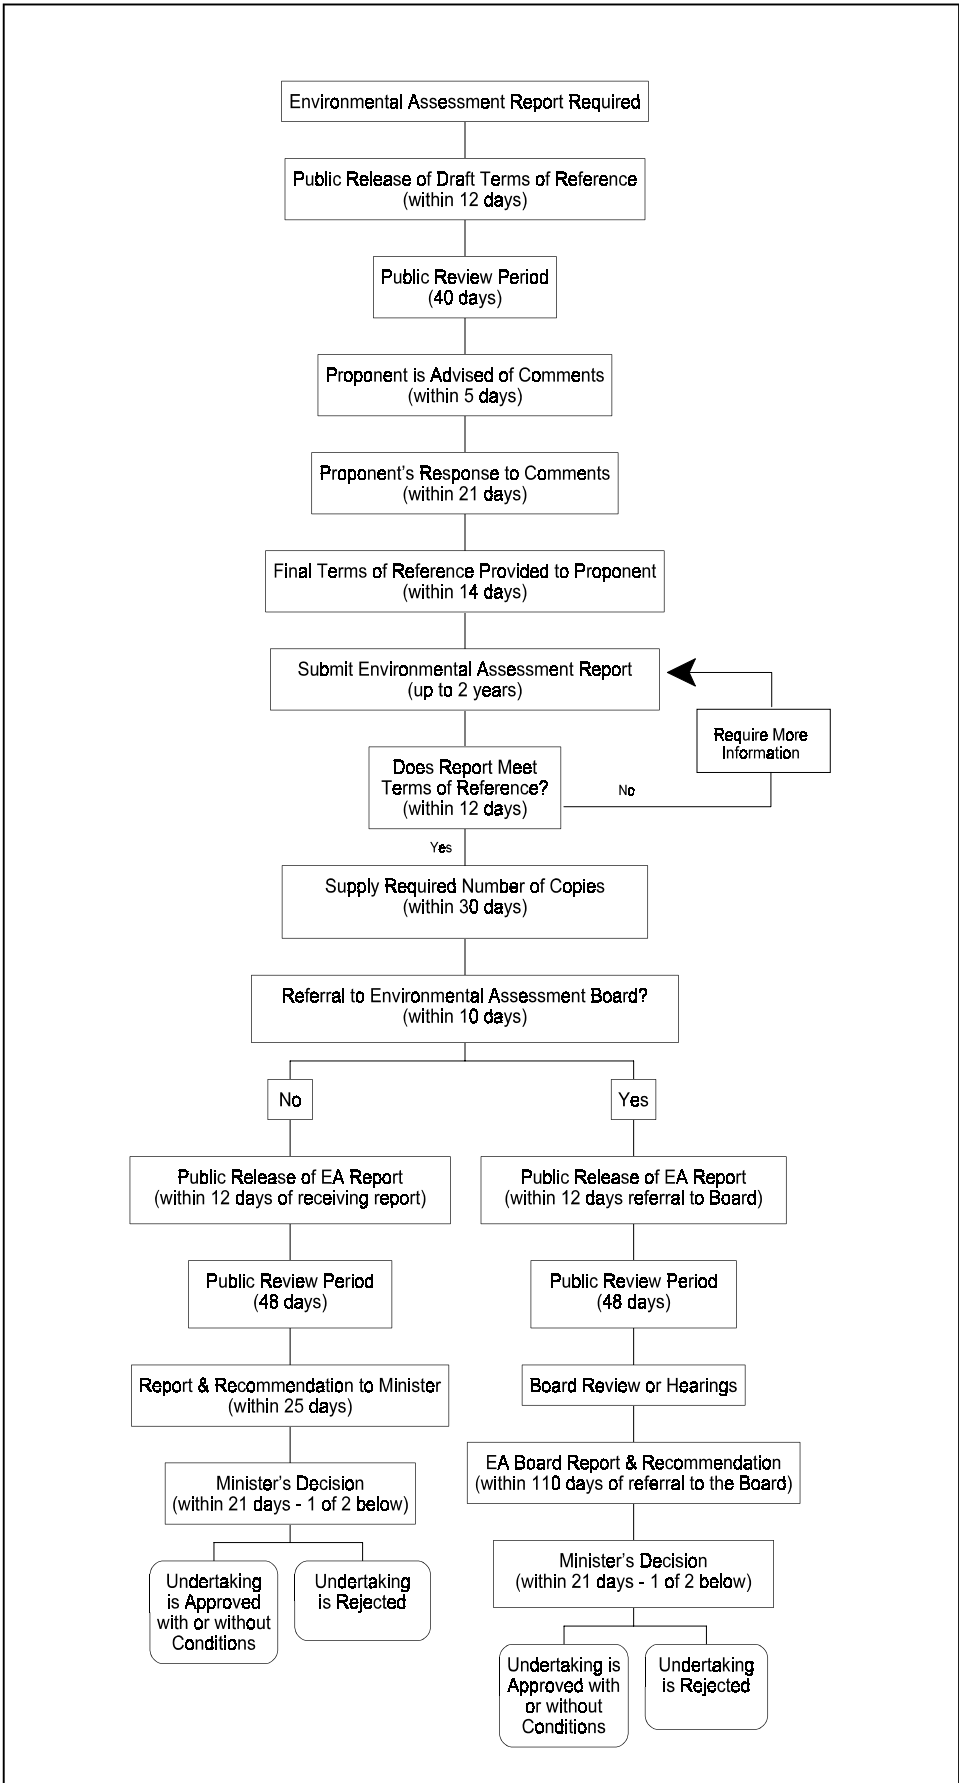 Environmental Assessment Report Required
Public Release of Draft Terms of Reference
(within 12 days)
Public Review Period
(40 days)
Proponent is Advised of Comments
(within 5 days)
Proponent's Response to Comments
(within 21 days)
Final Terms of Reference Provided to Proponent
(within 14 days)
Submit Environmental Assessment Report
(up to 2 years)
Require More
Information
Does Report Meet
Terms of Reference?
(within 12 days)
No
Yes
Supply Required Number of Copies
(within 30 days)
Referral to Environmental Assessment Board?
(within 10 days)
No
Public Release of EA Report
(within 12 days of receiving report)
Public Review Period
(48 days)
Report & Recommendation to Minister
(within 25 days)
Minister's Decision
(within 21 days - 1 of 2 below)
Undertaking
is Approved
with or without
Conditions
Undertaking
is Rejected
Yes
Public Release of EA Report
(within 12 days referral to Board)
Public Review Period
(48 days)
Board Review or Hearings
EA Board Report & Recommendation
(within 110 days of referral to the Board)
Minister's Decision
(within 21 days - 1 of 2 below)
Undertaking is
Approved with
or without
Conditions
Undertaking
is Rejected